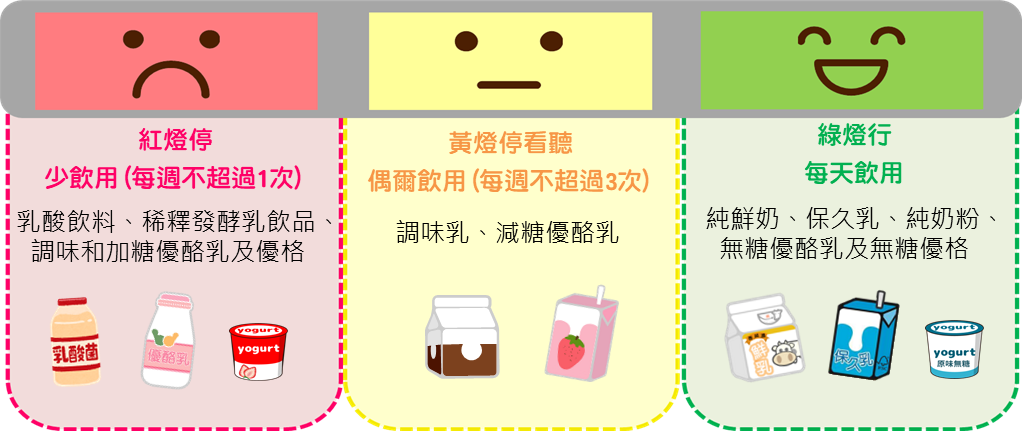 紅燈停
少飲用 (每週不超過1次)
乳酸飲料、稀釋發酵乳飲品、
調味和加糖優酪乳及優格
乳酸菌
優酪乳
yogurt
yogurt
黃燈停看聽
偶爾飲用 (每週不超過3次)
調味乳、減糖優酪乳
綠燈行
每天飲用
純鮮奶、保久乳、純奶粉、
無糖優酪乳及無糖優格
鮮乳
保久乳
yogurt
yogurt
原味無糖